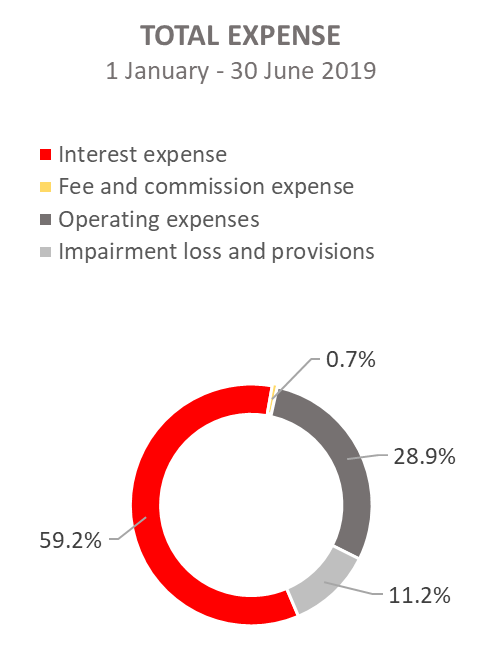 TOTAL EXPENSE
1 January - 30 June 2019
Interest expense
Fee and commission expense
Operating expenses
Impairment loss and provisions
0.7%
28.9%
59.2%
11.2%